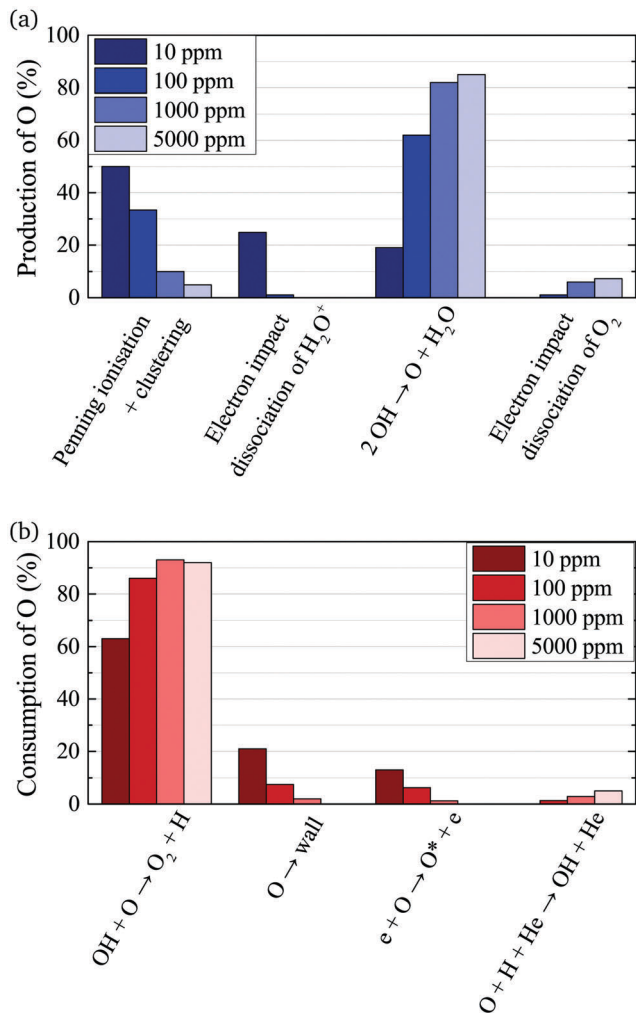 (a)
100
80
60
40
20
0
Production of O (%)
10 ppm
100 ppm
1000 ppm
5000 ppm
Penning ionisation
+ clustering
Electron impact
dissociation of H₂O⁺
2 OH → O + H₂O
Electron impact
dissociation of O₂
(b)
100
80
60
40
20
0
Consumption of O (%)
10 ppm
100 ppm
1000 ppm
5000 ppm
OH + O → O₂ + H
O → wall
e + O → O* + e
O + H + He → OH + He